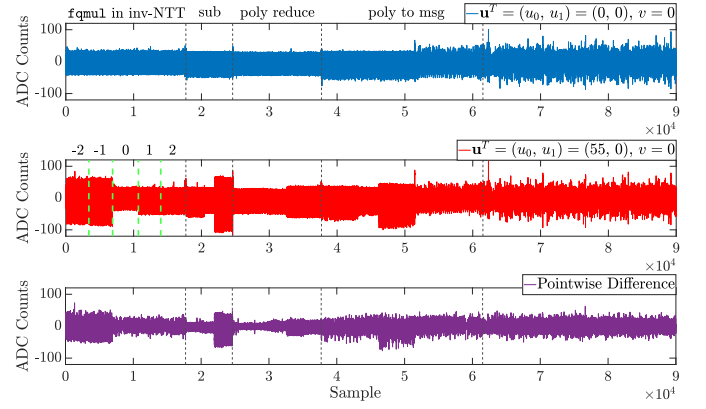 fqmul in inv-NTT sub poly reduce poly to msg
u^T = (u_0, u_1) = (0, 0), v = 0
ADC Counts
100
0
-100
0 1 2 3 4 5 6 7 8 9
×10^4
-2 -1 0 1 2
u^T = (u_0, u_1) = (55, 0), v = 0
ADC Counts
100
0
-100
0 1 2 3 4 5 6 7 8 9
×10^4
Pointwise Difference
ADC Counts
100
0
-100
0 1 2 3 4 5 6 7 8 9
×10^4
Sample